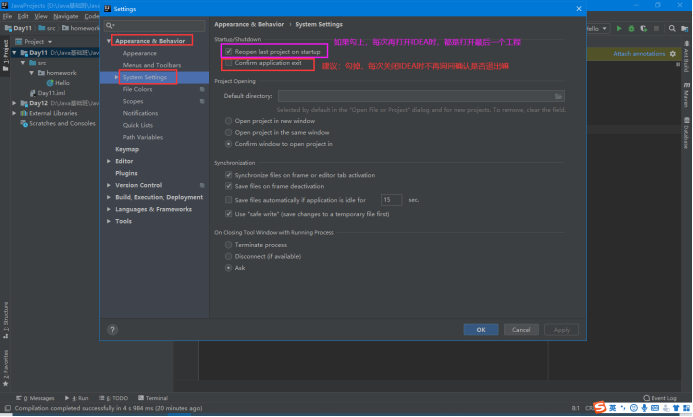 JavaProjects
File Edit View Navigate
Day11 src homework
Project
Day11 D:\Java基础班\Java
src
homework
Hello
Day11.iml
Day12 D:\Java基础班\Java
External Libraries
Scratches and Consoles
1: Project
7: Structure
2: Favorites
Settings
Appearance & Behavior
Appearance
Menus and Toolbars
System Settings
File Colors
Scopes
Notifications
Quick Lists
Path Variables
Keymap
Editor
Plugins
Version Control
Build, Execution, Deployment
Languages & Frameworks
Tools
Appearance & Behavior › System Settings
Startup/Shutdown
如果勾上，每次再打开IDEA时，都是打开最后一个工程
Reopen last project on startup
Confirm application exit
建议：勾掉，每次关闭IDEA时不再询问确认是否退出嘛
Project Opening
Default directory:
Selected by default in the "Open File or Project" dialog and for new projects. To remove, clear the field.
Open project in new window
Open project in the same window
Confirm window to open project in
Synchronization
Synchronize files on frame or editor tab activation
Save files on frame deactivation
Save files automatically if application is idle for 15 sec.
Use "safe write" (save changes to a temporary file first)
On Closing Tool Window with Running Process
Terminate process
Disconnect (if available)
Ask
OK Cancel Apply
Hello
Attach annotations
Ant Build
Maven
Database
0: Messages 4: Run 6: TODO Terminal
Event Log
Compilation completed successfully in 4 s 984 ms (20 minutes ago)
8:1
英